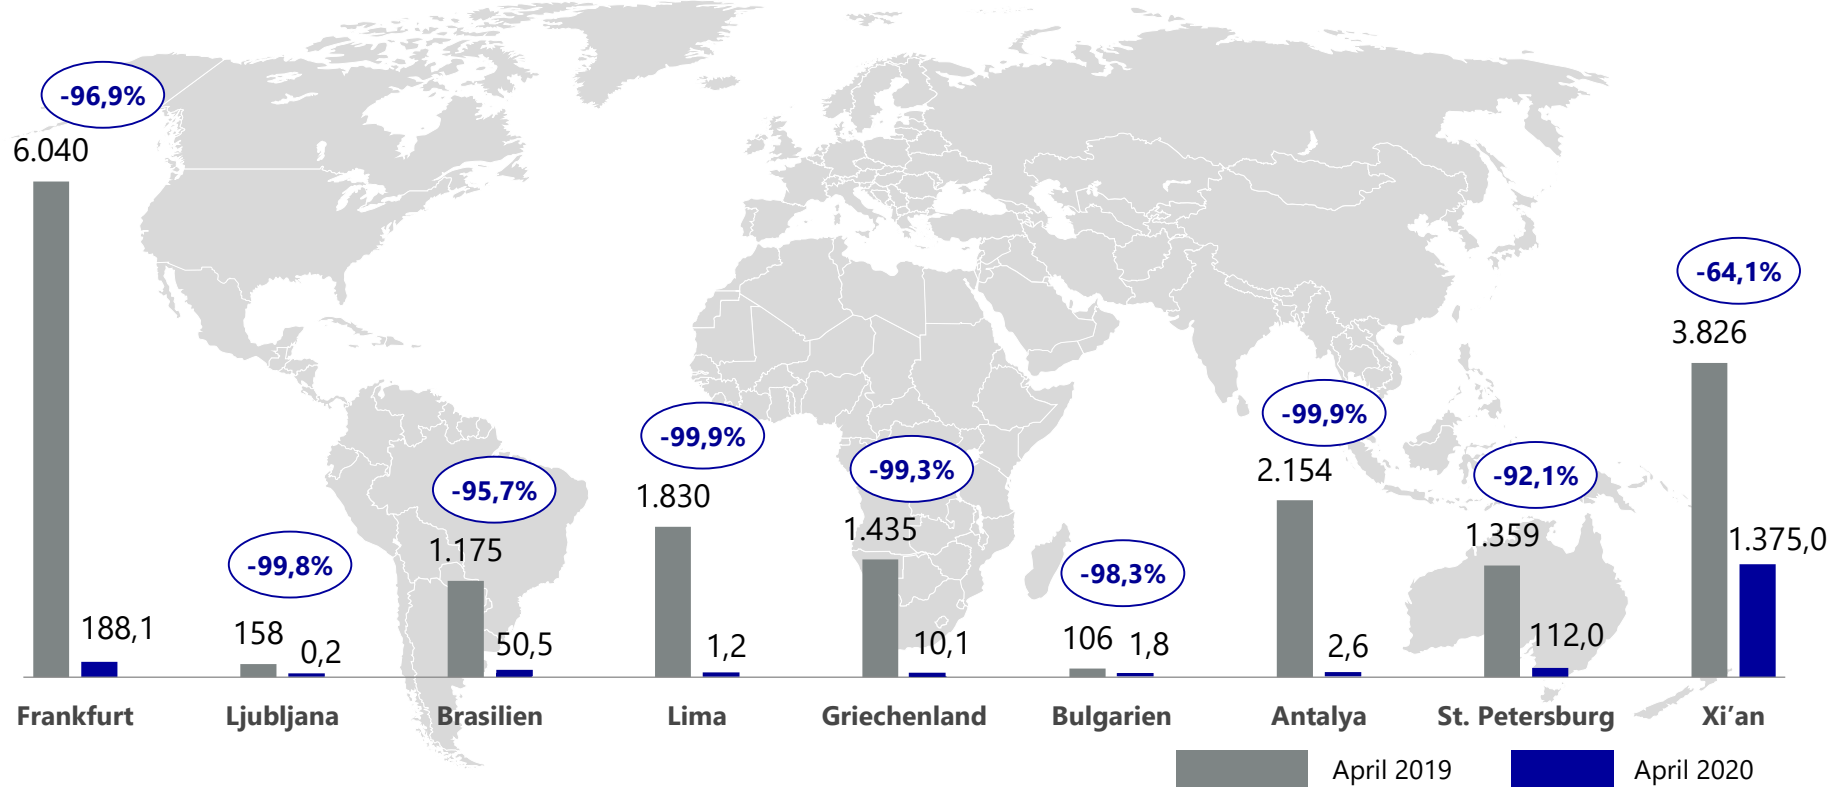 -96,9%
6.040
188,1
-99,8%
158
0,2
-95,7%
1.175
50,5
-99,9%
1.830
1,2
-99,3%
1.435
10,1
-98,3%
106
1,8
-99,9%
2.154
2,6
-92,1%
1.359
112,0
-64,1%
3.826
1.375,0
Frankfurt
Ljubljana
Brasilien
Lima
Griechenland
Bulgarien
Antalya
St. Petersburg
Xi’an
April 2019
April 2020